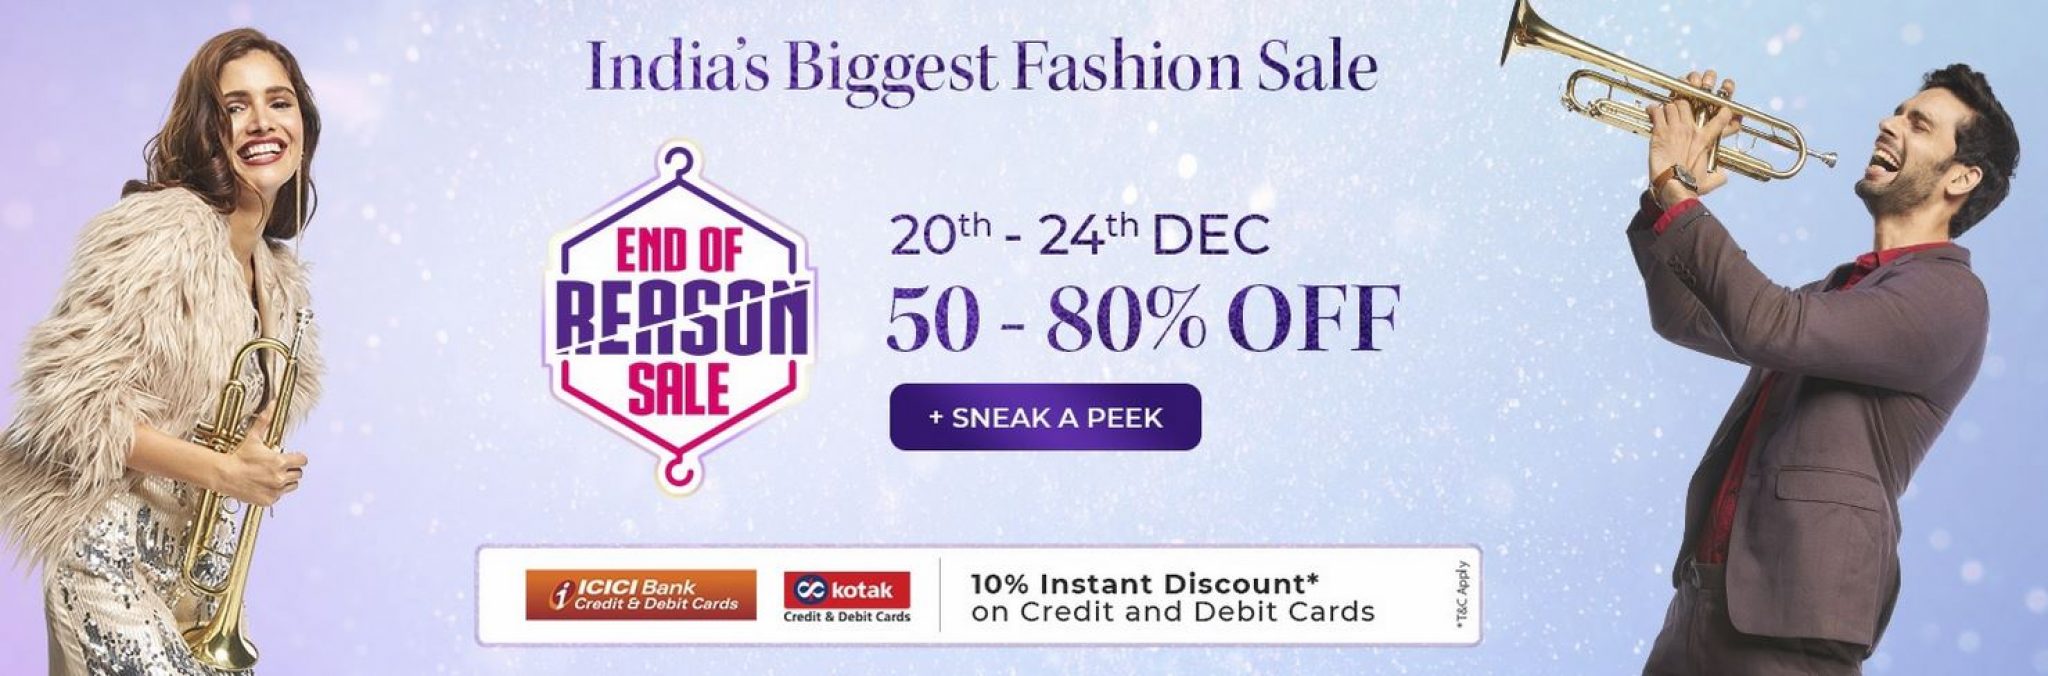 India's Biggest Fashion Sale
END OF
REASON
SALE
20th - 24th DEC
50 - 80% OFF
+ SNEAK A PEEK
ICICI Bank
Credit & Debit Cards
kotak
Credit & Debit Cards
10% Instant Discount*
on Credit and Debit Cards
*T&C Apply